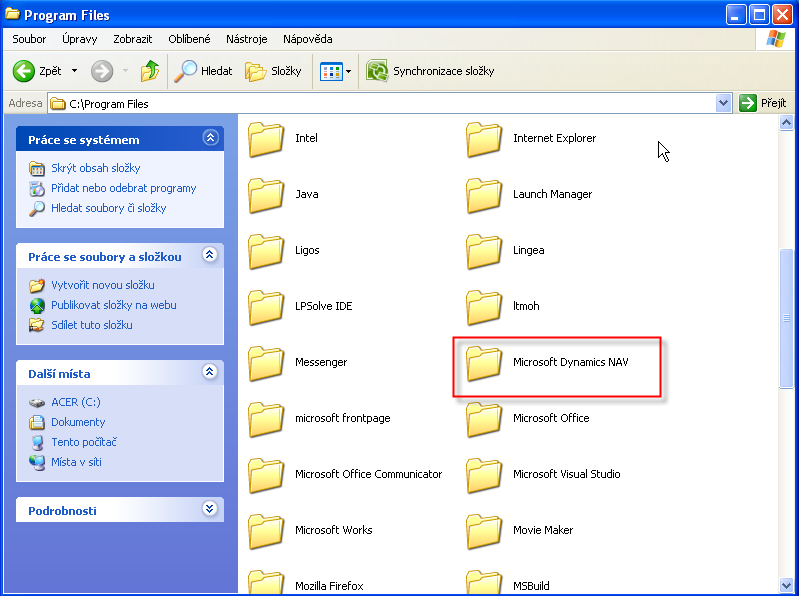 Program Files
Soubor Úpravy Zobrazit Oblíbené Nástroje Nápověda
Zpět Hledat Složky Synchronizace složky
Adresa C:\Program Files Přejít
Práce se systémem
Skrýt obsah složky
Přidat nebo odebrat programy
Hledat soubory či složky
Práce se soubory a složkou
Vytvořit novou složku
Publikovat složky na webu
Sdílet tuto složku
Další místa
ACER (C:)
Dokumenty
Tento počítač
Místa v síti
Podrobnosti
Intel Internet Explorer
Java Launch Manager
Ligos Lingea
LPSolve IDE ltmoh
Messenger Microsoft Dynamics NAV
microsoft frontpage Microsoft Office
Microsoft Office Communicator Microsoft Visual Studio
Microsoft Works Movie Maker
Mozilla Firefox MSBuild